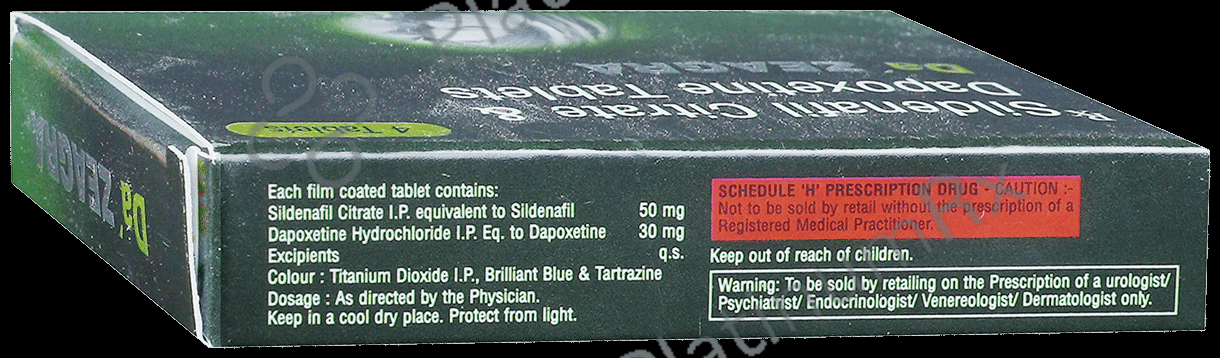 Da' ZEAGRA
Rx Sildenafil Citrate &
Dapoxetine Tablets
4 Tablets
Da' ZEAGRA
Each film coated tablet contains:
Sildenafil Citrate I.P. equivalent to Sildenafil 50 mg
Dapoxetine Hydrochloride I.P. Eq. to Dapoxetine 30 mg
Excipients q.s.
Colour : Titanium Dioxide I.P., Brilliant Blue & Tartrazine
Dosage : As directed by the Physician.
Keep in a cool dry place. Protect from light.
SCHEDULE 'H' PRESCRIPTION DRUG - CAUTION :-
Not to be sold by retail without the prescription of a
Registered Medical Practitioner.
Keep out of reach of children.
Warning: To be sold by retailing on the Prescription of a urologist/
Psychiatrist/ Endocrinologist/ Venereologist/ Dermatologist only.